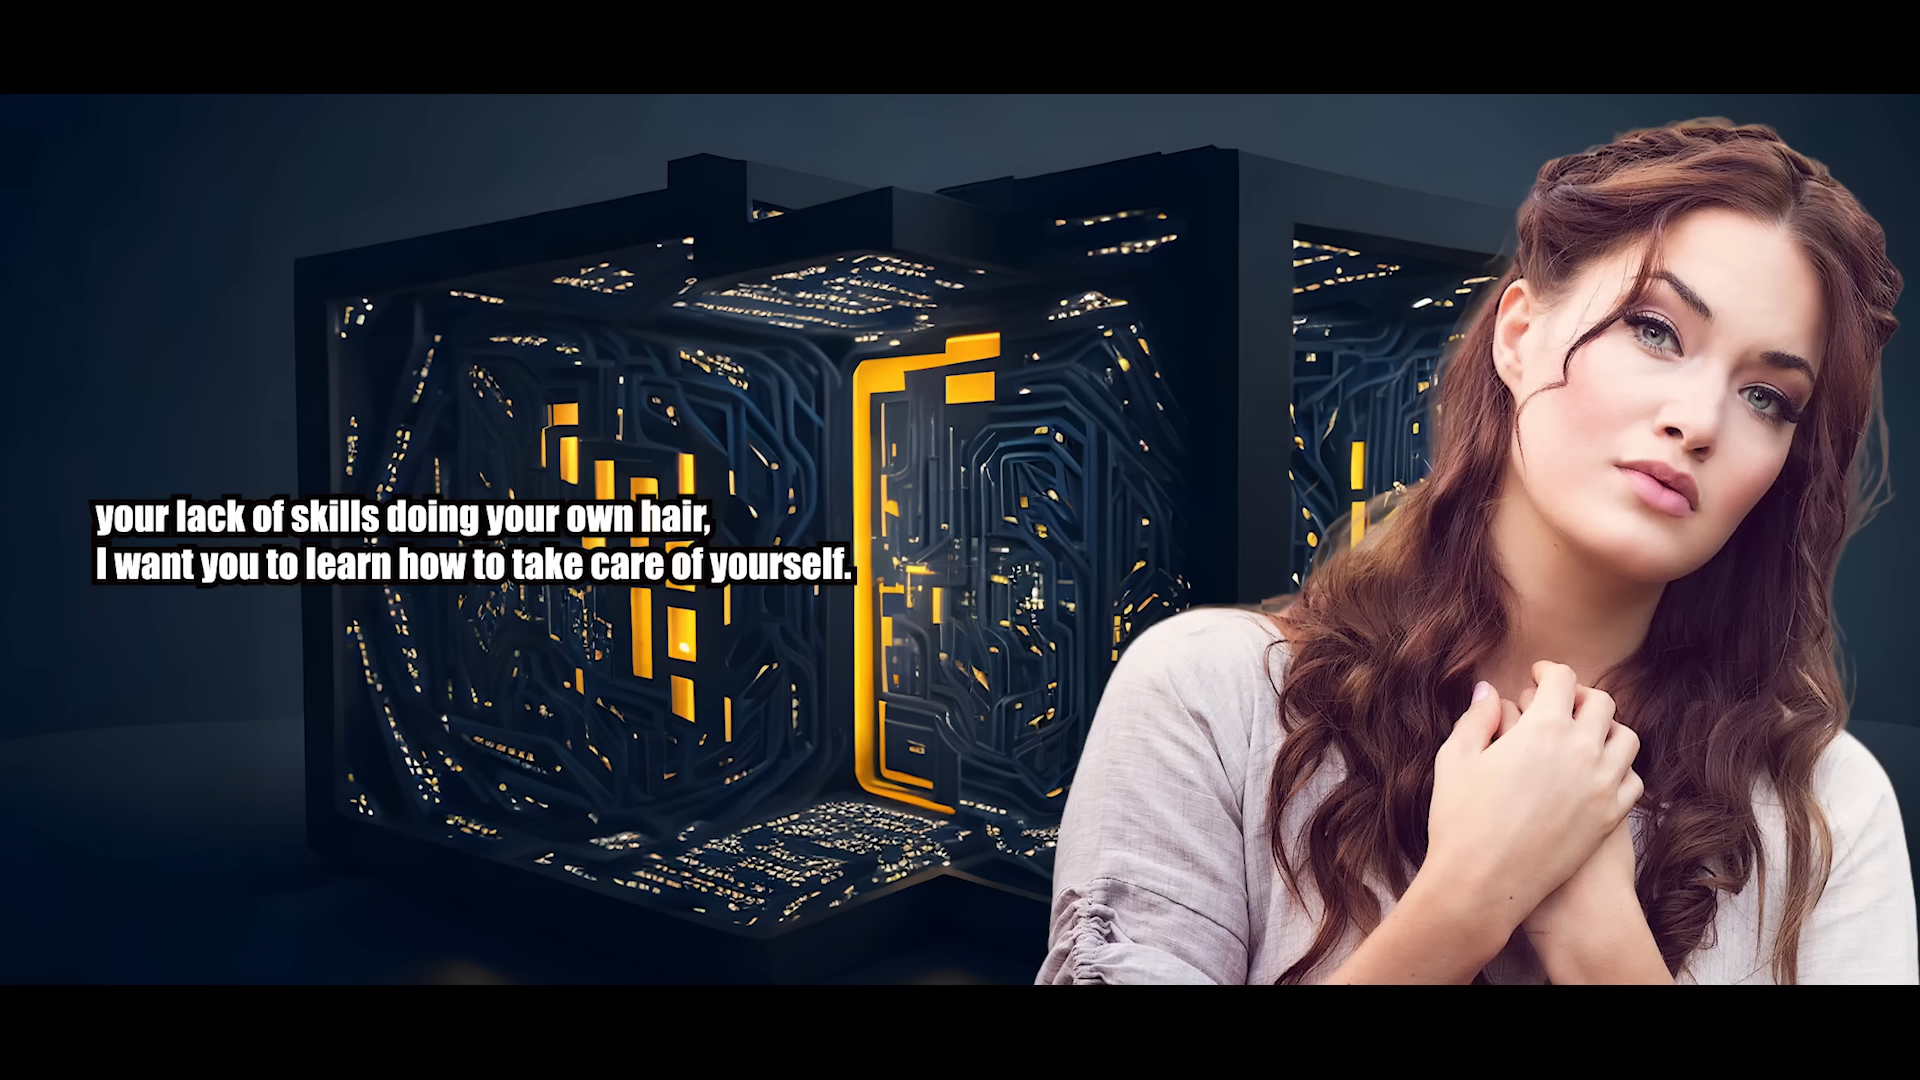 your lack of skills doing your own hair,
I want you to learn how to take care of yourself.